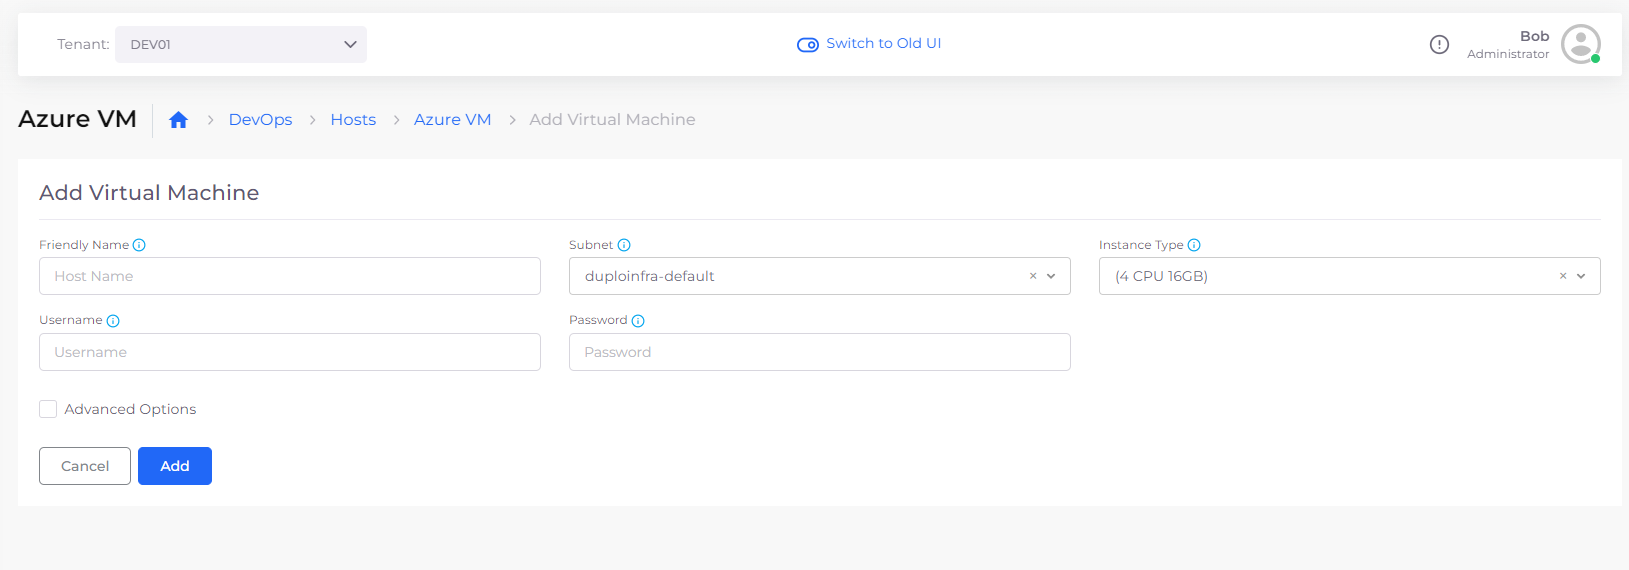 Tenant: DEV01 Switch to Old UI Bob
Administrator
Azure VM DevOps Hosts Azure VM Add Virtual Machine
Add Virtual Machine
Friendly Name Subnet Instance Type
Host Name duploinfra-default (4 CPU 16GB)
Username Password
Username Password
Advanced Options
Cancel Add